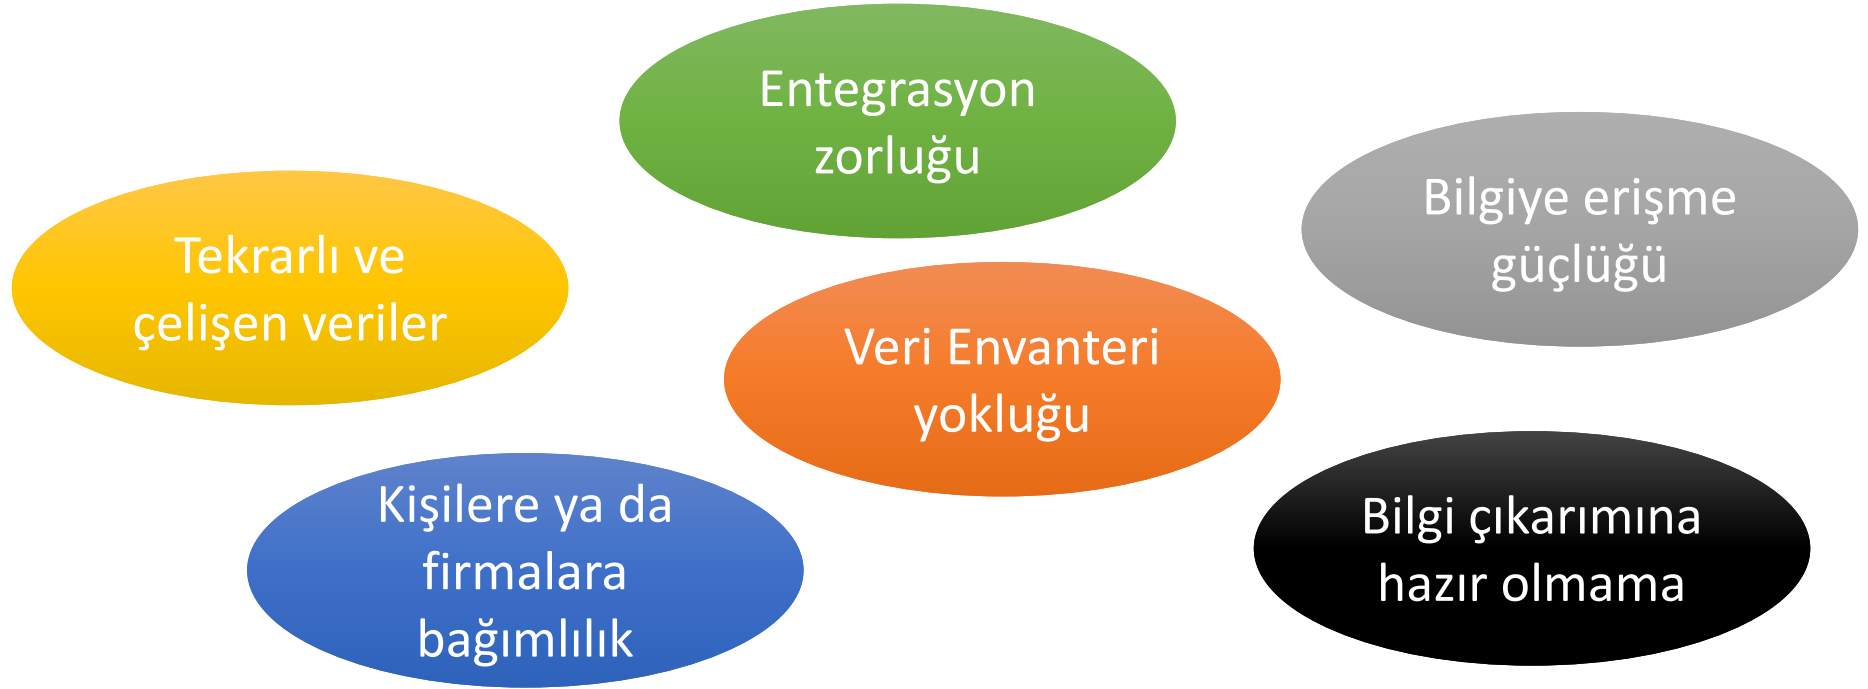 Entegrasyon
zorluğu
Bilgiye erişme
güçlüğü
Tekrarlı ve
çelişen veriler
Veri Envanteri
yokluğu
Kişilere ya da
firmalara
bağımlılık
Bilgi çıkarımına
hazır olmama